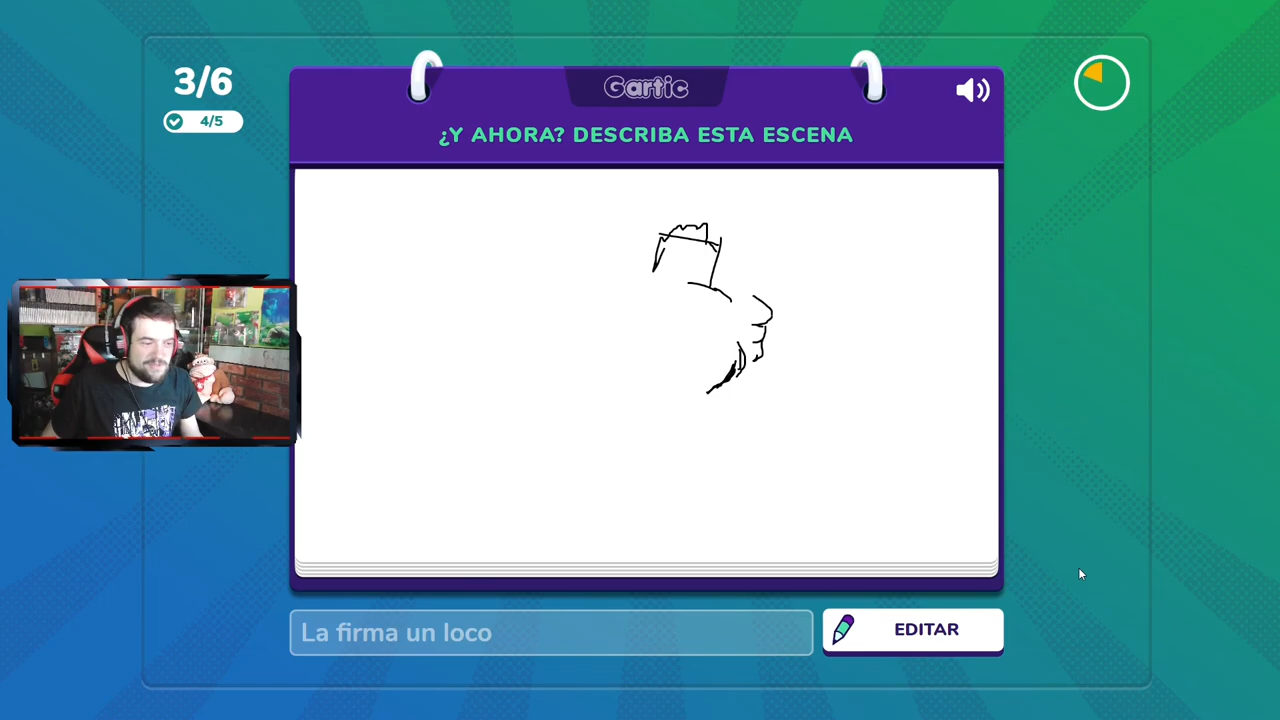 3/6
4/5
Gartic
¿Y AHORA? DESCRIBA ESTA ESCENA
La firma un loco
EDITAR